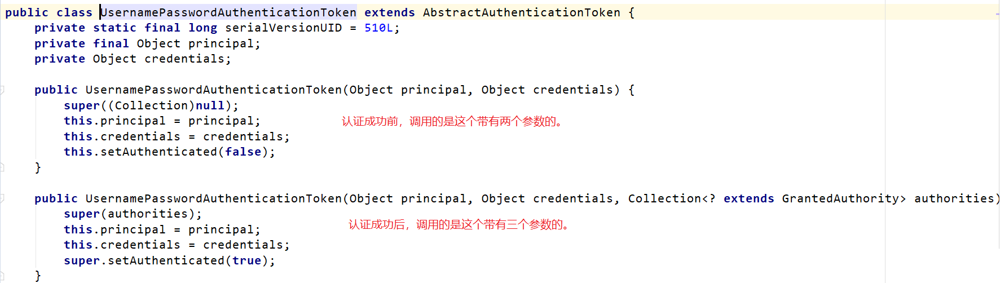 public class UsernamePasswordAuthenticationToken extends AbstractAuthenticationToken {
    private static final long serialVersionUID = 510L;
    private final Object principal;
    private Object credentials;

    public UsernamePasswordAuthenticationToken(Object principal, Object credentials) {
        super((Collection)null);
        this.principal = principal;    认证成功前，调用的是这个带有两个参数的。
        this.credentials = credentials;
        this.setAuthenticated(false);
    }

    public UsernamePasswordAuthenticationToken(Object principal, Object credentials, Collection<? extends GrantedAuthority> authorities)
        super(authorities);    认证成功后，调用的是这个带有三个参数的。
        this.principal = principal;
        this.credentials = credentials;
        super.setAuthenticated(true);
    }